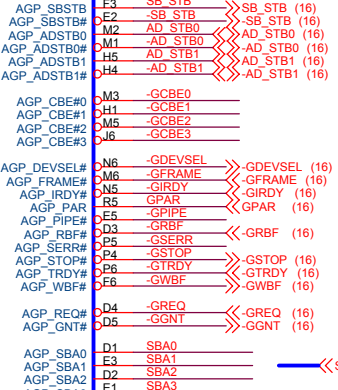 AGP_SBSTB F3 SB_STB SB_STB (16)
AGP_SBSTB# E2 -SB_STB -SB_STB (16)
AGP_ADSTB0 M2 AD_STB0 AD_STB0 (16)
AGP_ADSTB0# M1 -AD_STB0 -AD_STB0 (16)
AGP_ADSTB1 H5 AD_STB1 AD_STB1 (16)
AGP_ADSTB1# H4 -AD_STB1 -AD_STB1 (16)
AGP_CBE#0 M3 -GCBE0
AGP_CBE#1 H1 -GCBE1
AGP_CBE#2 M5 -GCBE2
AGP_CBE#3 J6 -GCBE3
AGP_DEVSEL# N6 -GDEVSEL -GDEVSEL (16)
AGP_FRAME# M6 -GFRAME -GFRAME (16)
AGP_IRDY# N5 -GIRDY -GIRDY (16)
AGP_PAR R5 GPAR GPAR (16)
AGP_PIPE# E5 -GPIPE
AGP_RBF# D3 -GRBF -GRBF (16)
AGP_SERR# P5 -GSERR
AGP_STOP# P4 -GSTOP -GSTOP (16)
AGP_TRDY# P6 -GTRDY -GTRDY (16)
AGP_WBF# F6 -GWBF -GWBF (16)
AGP_REQ# D4 -GREQ -GREQ (16)
AGP_GNT# D5 -GGNT -GGNT (16)
AGP_SBA0 D1 SBA0
AGP_SBA1 E3 SBA1
AGP_SBA2 D2 SBA2
E1 SBA3